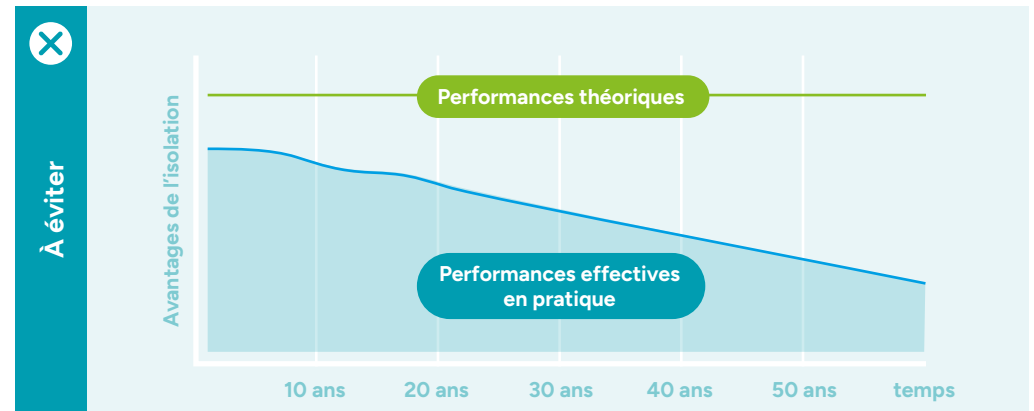 À éviter
Avantages de l'isolation
Performances théoriques
Performances effectives
en pratique
10 ans
20 ans
30 ans
40 ans
50 ans
temps